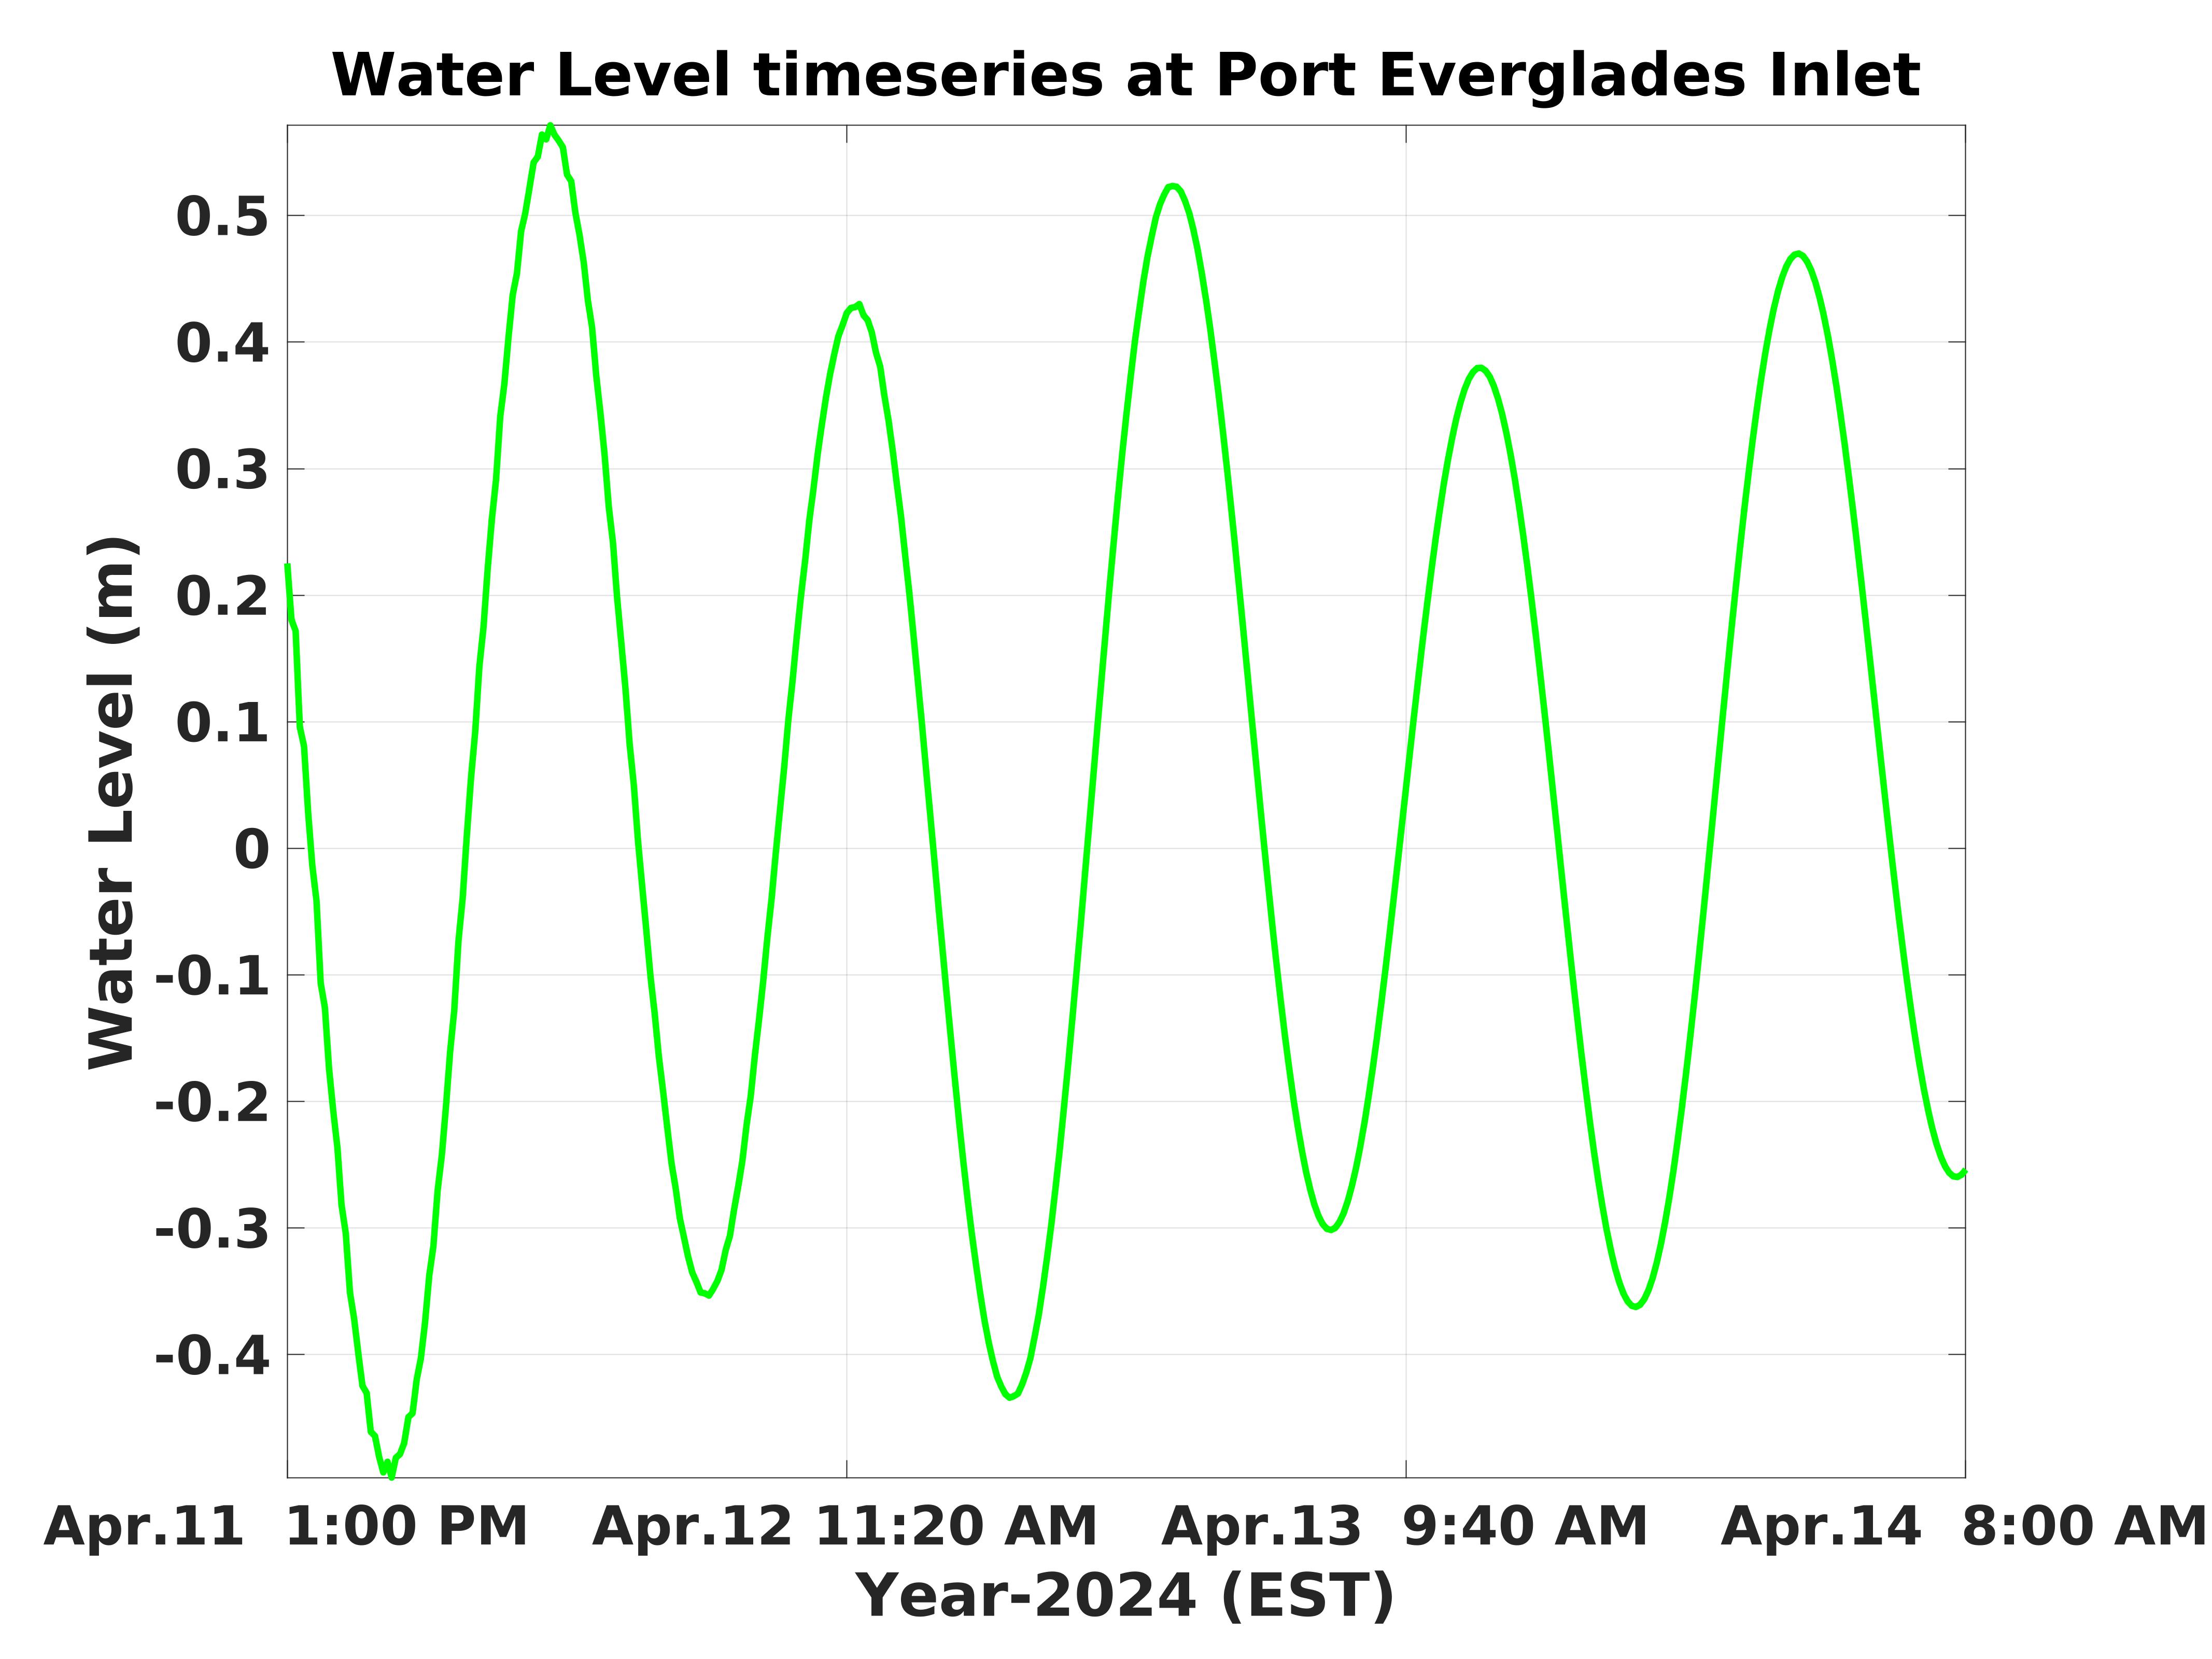 Water Level timeseries at Port Everglades Inlet
Water Level (m)
0.5
0.4
0.3
0.2
0.1
0
-0.1
-0.2
-0.3
-0.4
Apr.11 1:00 PM Apr.12 11:20 AM Apr.13 9:40 AM Apr.14 8:00 AM
Year-2024 (EST)